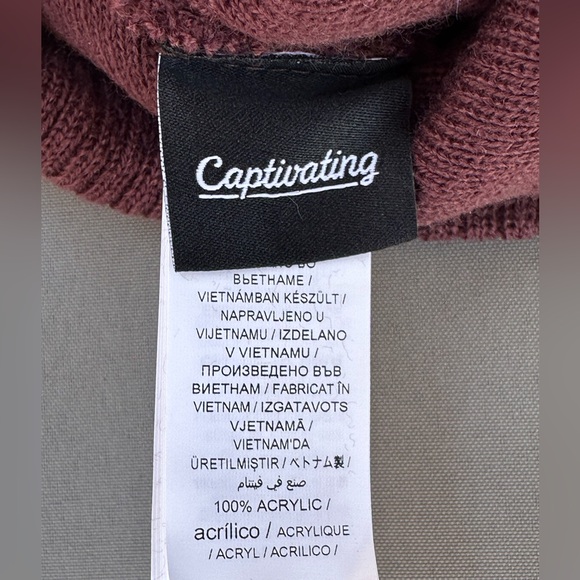 Captivating
ВЬЕТНАМЕ /
VIETNÁMBAN KÉSZÛLT /
NAPRAVLJENO U
VIJETNAMU / IZDELANO
V VIETNAMU /
ПРОИЗВЕДЕНО ВЪВ
ВИЕТНАМ / FABRICAT ÎN
VIETNAM / IZGATAVOTS
VJETNAMĀ /
VIETNAM'DA
ÜRETILMIŞTIR / ベトナム製 /
صنع في فيتنام
100% ACRYLIC /
acrílico / ACRYLIQUE
/ ACRYL / ACRILICO /